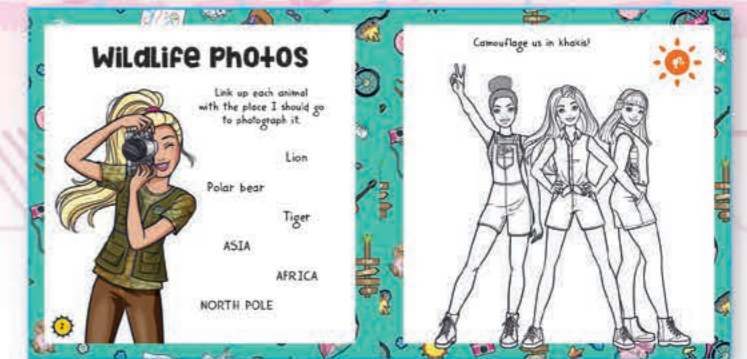 WILDLIFE PHOTOS
Link up each animal
with the place I should go
to photograph it.
Lion
Polar bear
Tiger
ASIA
AFRICA
NORTH POLE
2
Camouflage us in khakis!